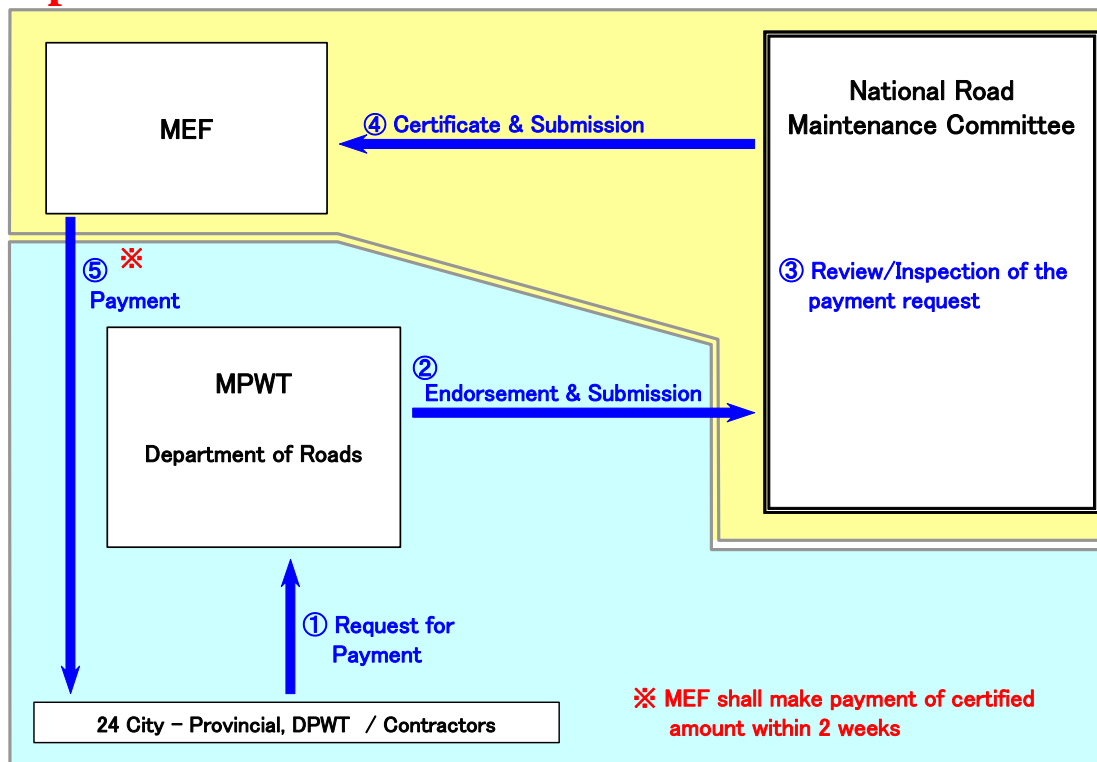 MEF
④ Certificate & Submission
National Road
Maintenance Committee
③ Review/Inspection of the
payment request
⑤ ※
Payment
MPWT
Department of Roads
②
Endorsement & Submission
① Request for
Payment
24 City - Provincial, DPWT / Contractors
※ MEF shall make payment of certified
amount within 2 weeks